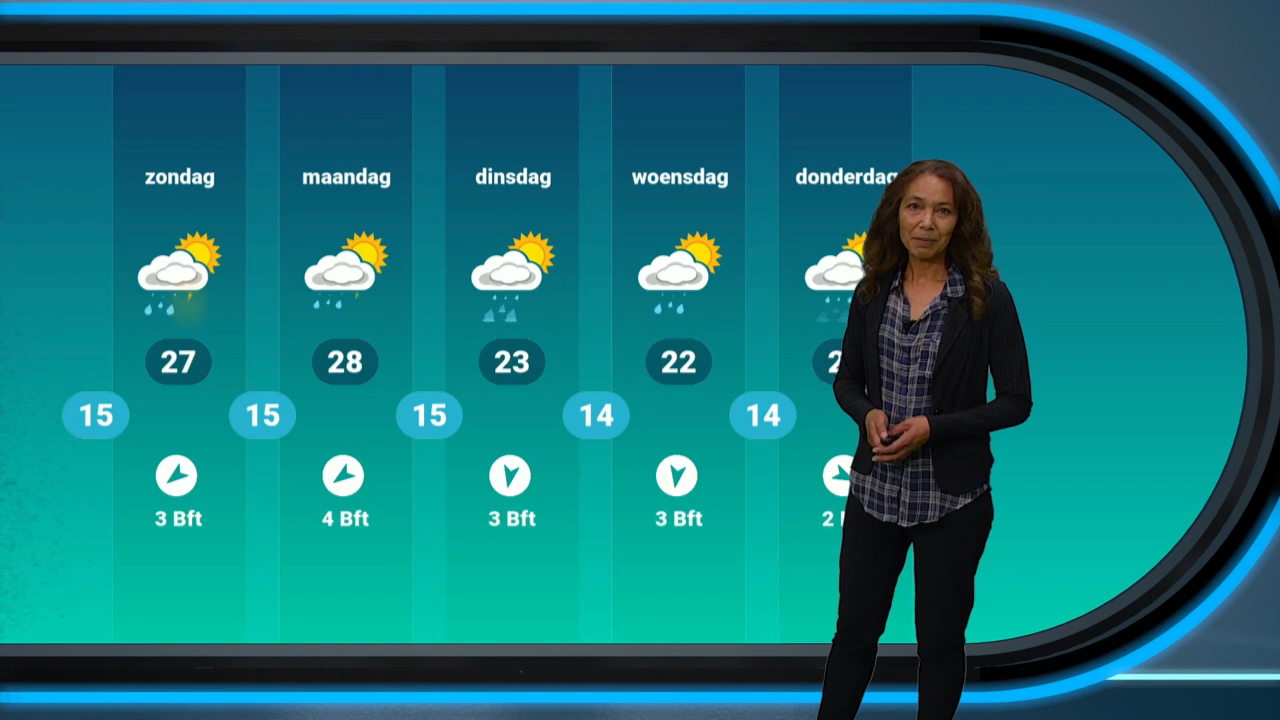 zondag maandag dinsdag woensdag donderdag
27 28 23 22
15 15 15 14 14
3 Bft 4 Bft 3 Bft 3 Bft 2